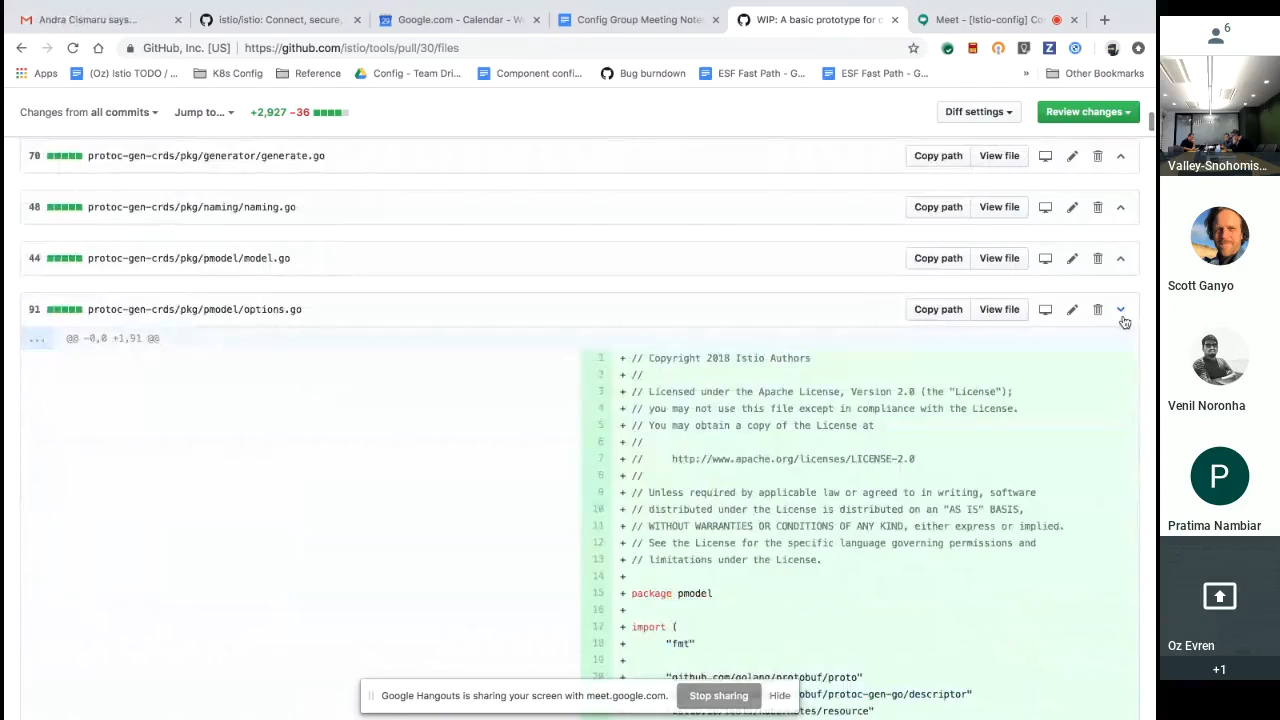 Andra Cismaru says...
istio/istio: Connect, secure,
Google.com - Calendar - W
Config Group Meeting Note
WIP: A basic prototype for c
Meet - [Istio-config] Co
GitHub, Inc. [US]
https://github.com/istio/tools/pull/30/files
Apps
(Oz) Istio TODO / ...
K8s Config
Reference
Config - Team Dri...
Component confi...
Bug burndown
ESF Fast Path - G...
ESF Fast Path - G...
»
Other Bookmarks
Changes from all commits
Jump to...
+2,927 −36
Diff settings
Review changes
70 protoc-gen-crds/pkg/generator/generate.go
Copy path
View file
48 protoc-gen-crds/pkg/naming/naming.go
Copy path
View file
44 protoc-gen-crds/pkg/pmodel/model.go
Copy path
View file
91 protoc-gen-crds/pkg/pmodel/options.go
Copy path
View file
... @@ -0,0 +1,91 @@
1 + // Copyright 2018 Istio Authors
2 + //
3 + // Licensed under the Apache License, Version 2.0 (the "License");
4 + // you may not use this file except in compliance with the License.
5 + // You may obtain a copy of the License at
6 + //
7 + // http://www.apache.org/licenses/LICENSE-2.0
8 + //
9 + // Unless required by applicable law or agreed to in writing, software
10 + // distributed under the License is distributed on an "AS IS" BASIS,
11 + // WITHOUT WARRANTIES OR CONDITIONS OF ANY KIND, either express or implied.
12 + // See the License for the specific language governing permissions and
13 + // limitations under the License.
14 +
15 + package pmodel
16 +
17 + import (
18 + "fmt"
19 +
"github.com/golang/protobuf/proto"
obuf/protoc-gen-go/descriptor"
Google Hangouts is sharing your screen with meet.google.com.
Stop sharing
Hide
6
Valley-Snohomis...
Scott Ganyo
Venil Noronha
P
Pratima Nambiar
Oz Evren
+1